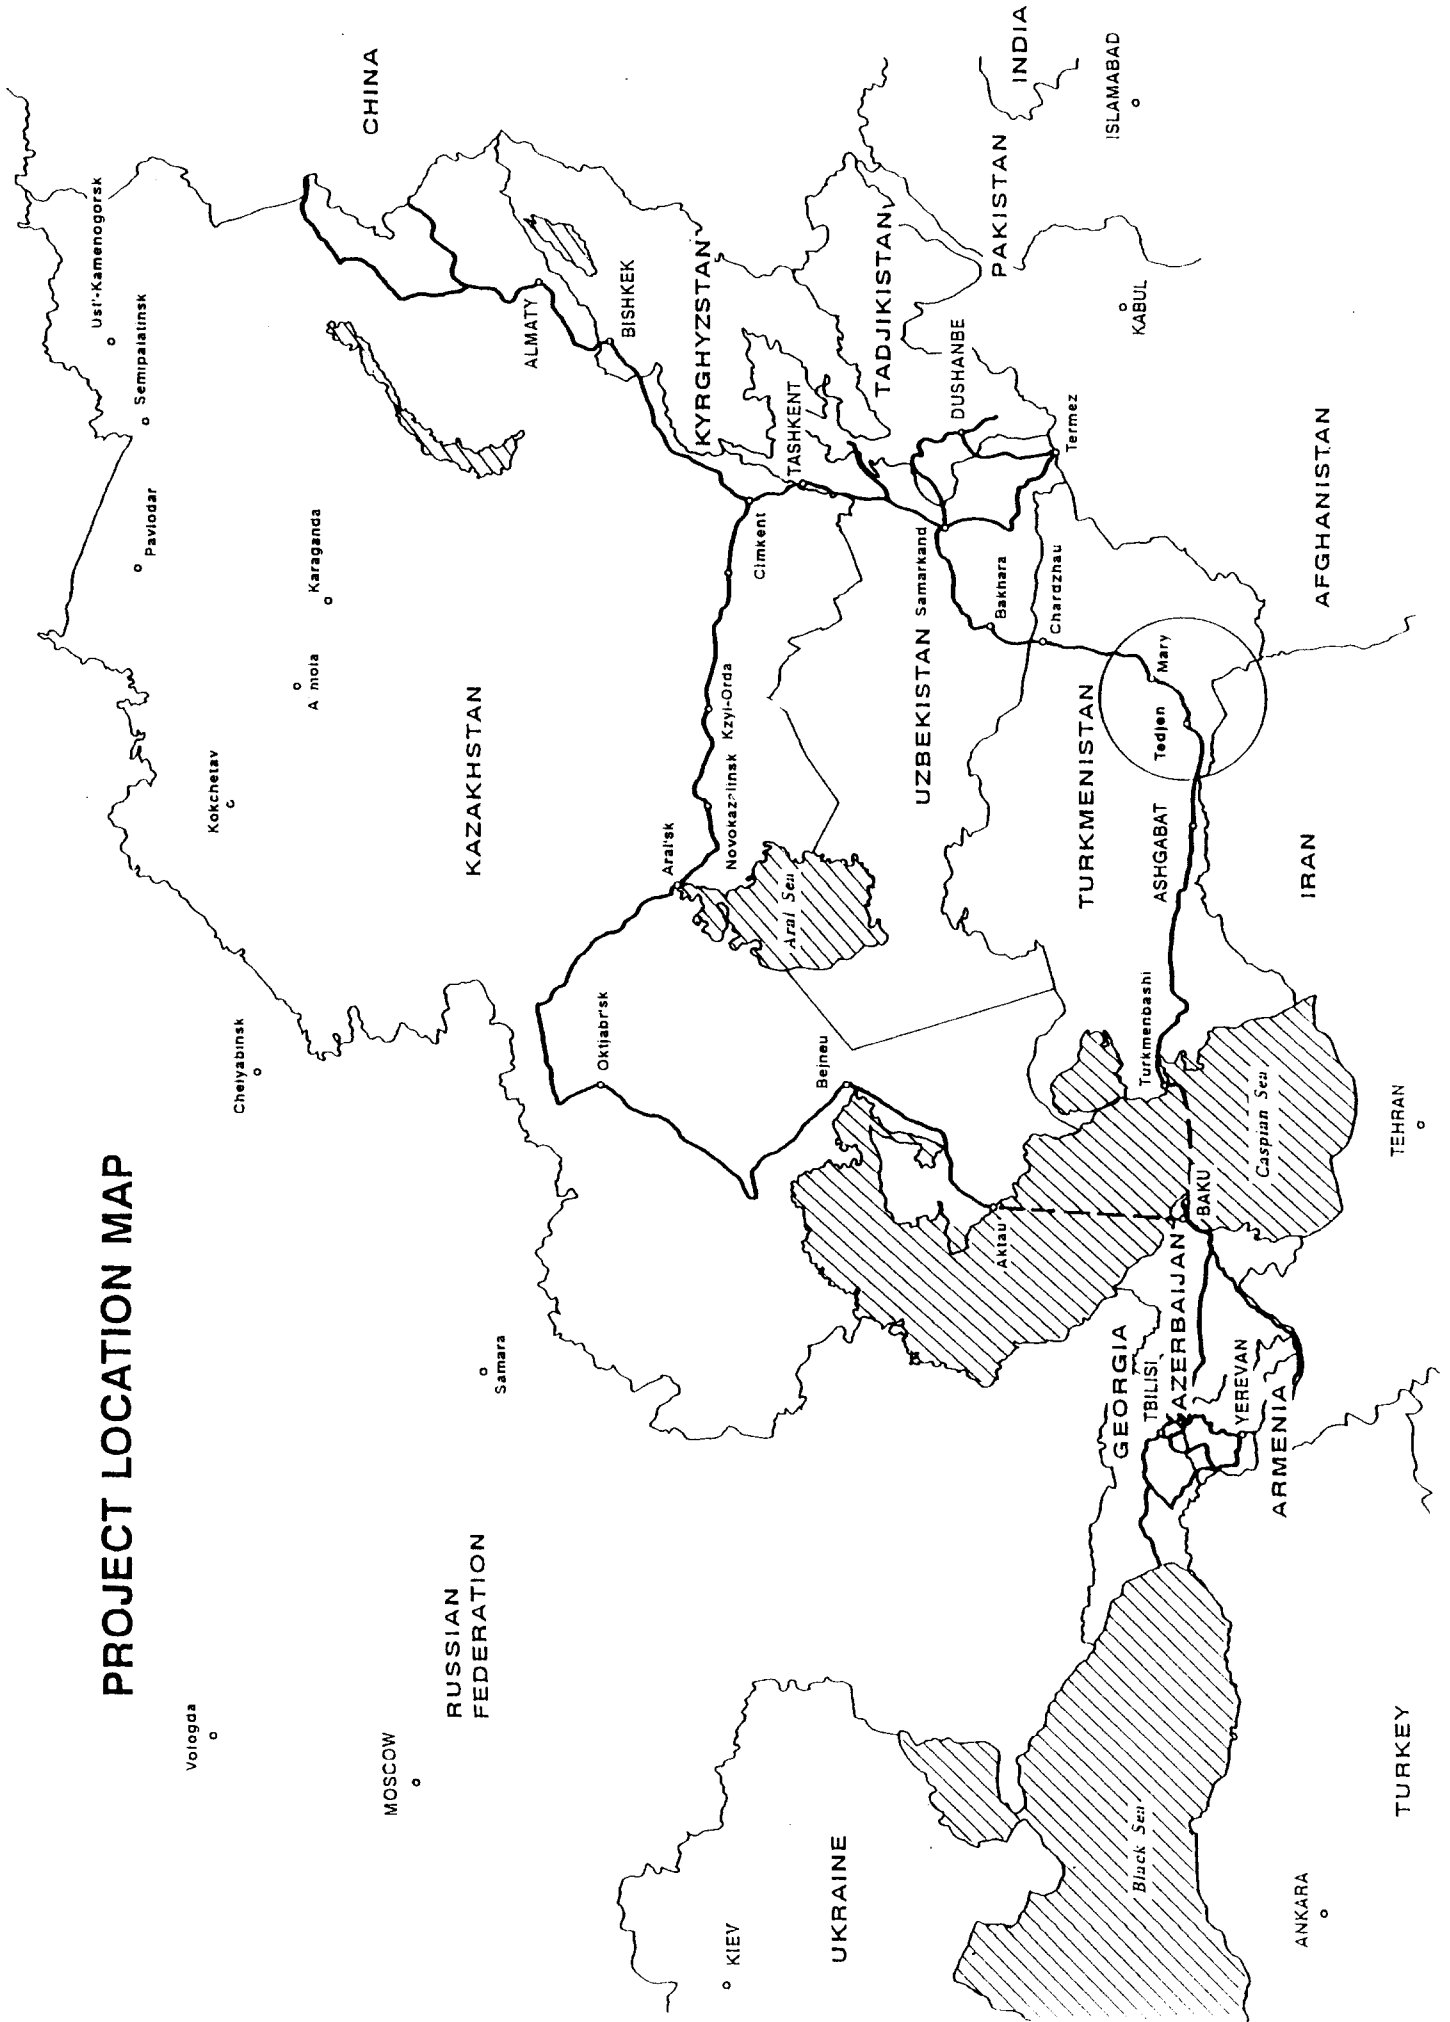 PROJECT LOCATION MAP
Vologda
MOSCOW
RUSSIAN
FEDERATION
KIEV
UKRAINE
Black Sea
ANKARA
TURKEY
Chelyabinsk
Samara
Kokchetav
Pavlodar
Semipalatinsk
Ust'-Kamenogorsk
Karaganda
KAZAKHSTAN
CHINA
Oktjabr'sk
Aral'sk
Kzyl-Orda
Cimkent
ALMATY
BISHKEK
KYRGHYZSTAN
TASHKENT
Aral Sea
Bejneu
Aktau
UZBEKISTAN
Samarkand
Bakhara
Chardzhau
DUSHANBE
TADJIKISTAN
Termez
PAKISTAN
INDIA
ISLAMABAD
KABUL
AFGHANISTAN
TURKMENISTAN
Mary
Tedjen
ASHGABAT
Turkmenbashi
IRAN
Caspian Sea
BAKU
TEHRAN
GEORGIA
TBILISI
AZERBAIJAN
YEREVAN
ARMENIA